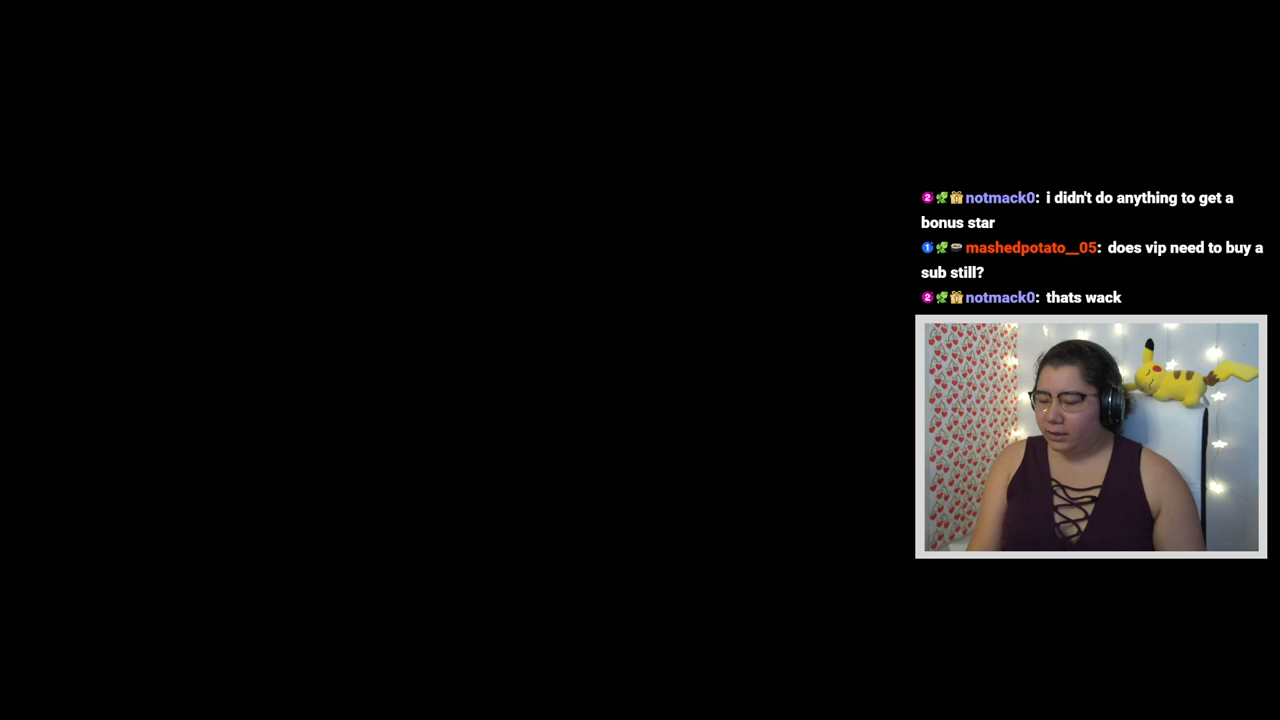 notmack0: i didn't do anything to get a
bonus star
mashedpotato__05: does vip need to buy a
sub still?
notmack0: thats wack